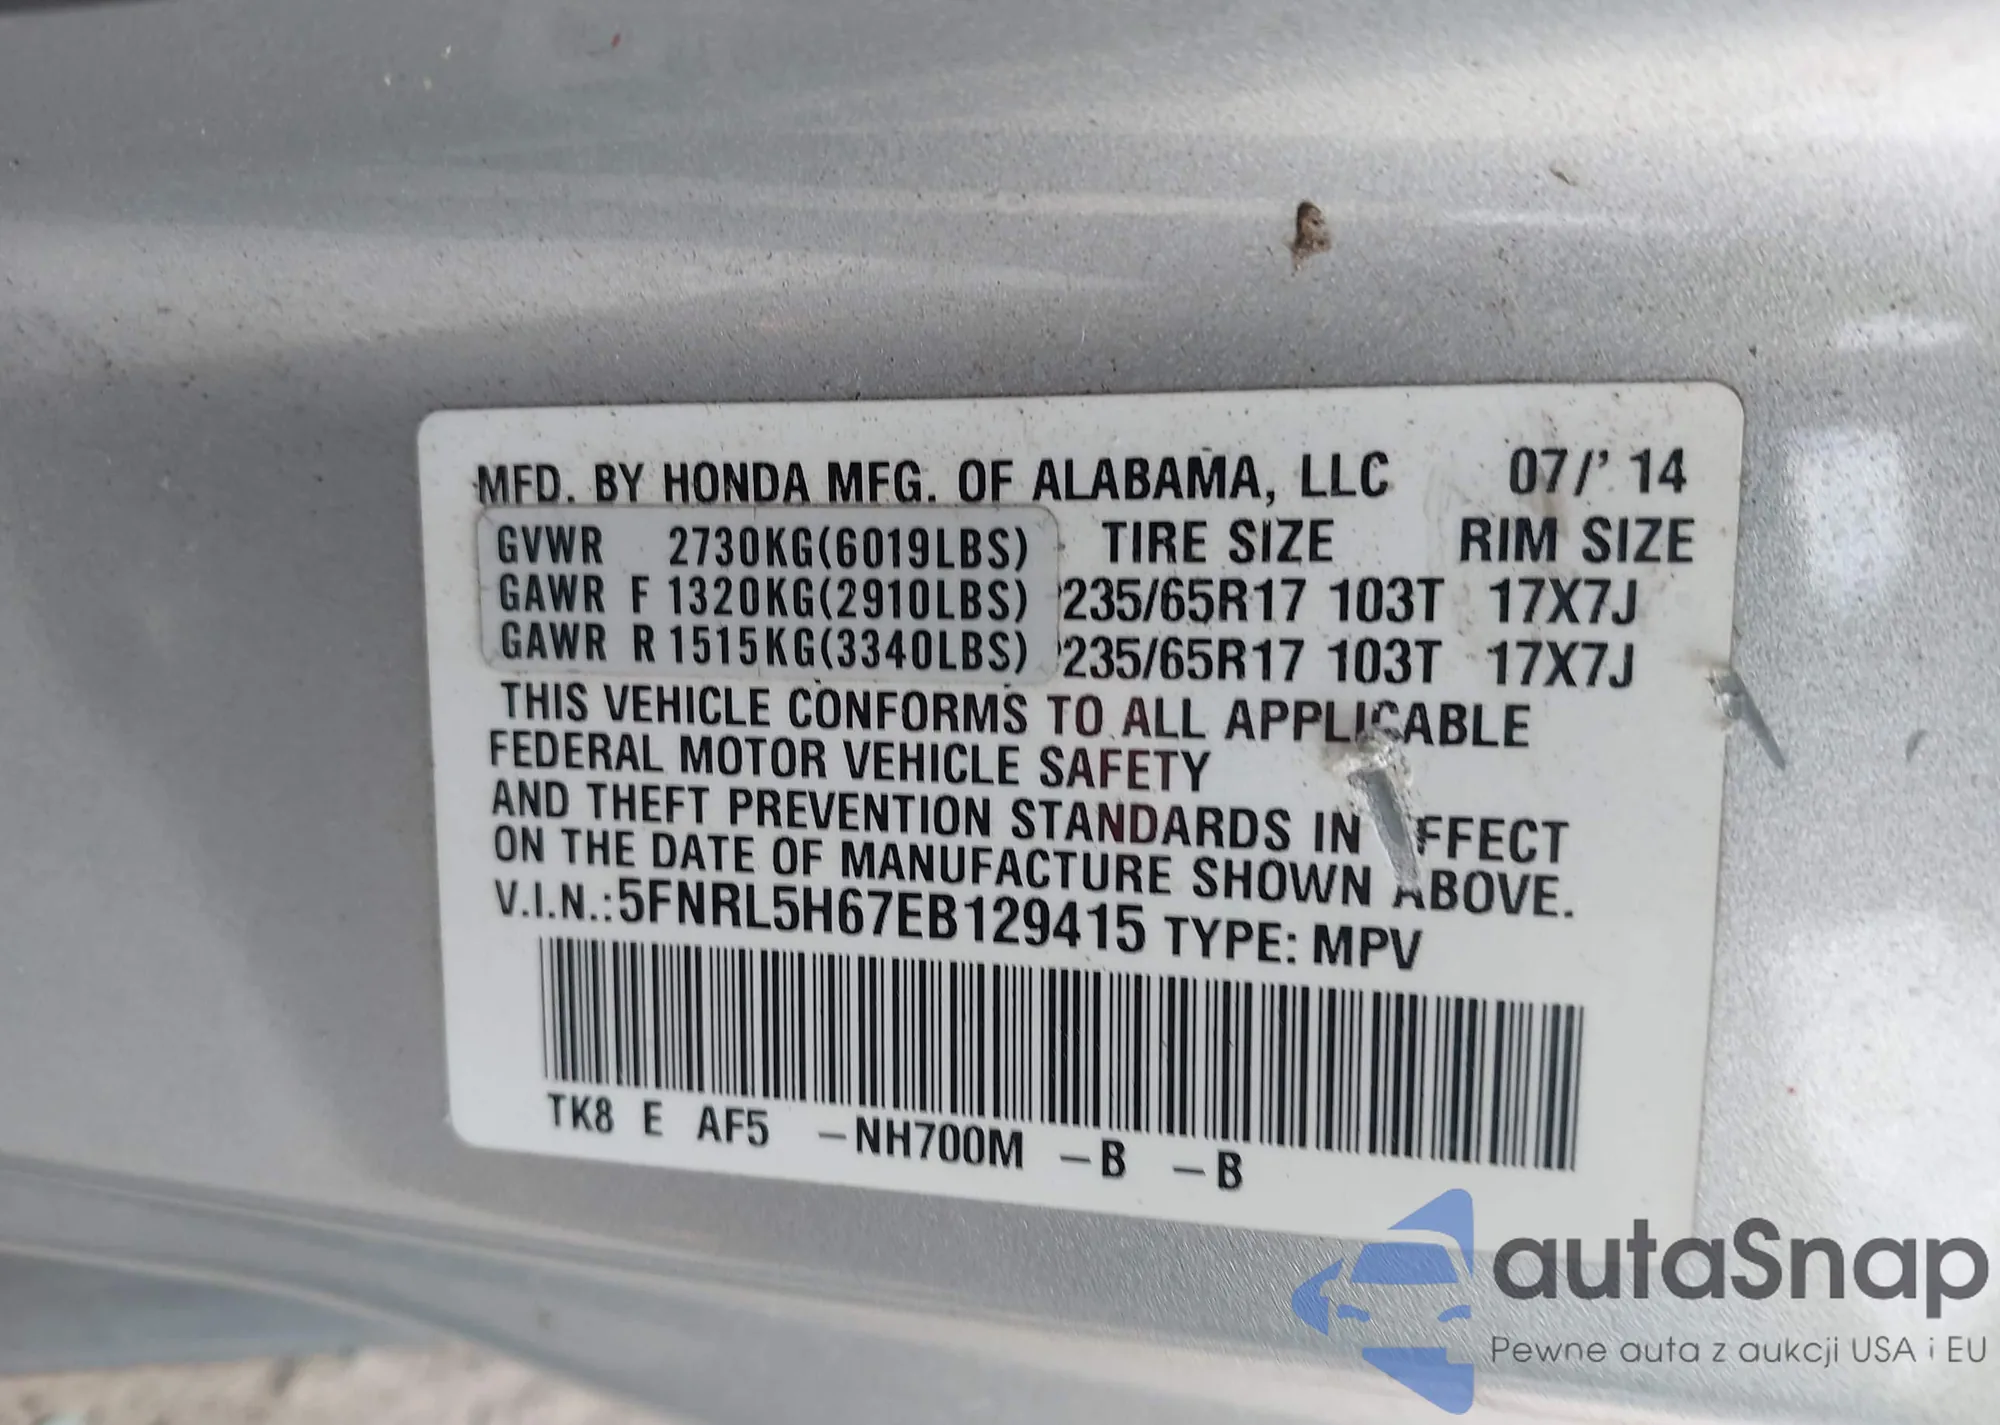 MFD. BY HONDA MFG. OF ALABAMA, LLC 07/' 14
GVWR 2730KG(6019LBS) TIRE SIZE RIM SIZE
GAWR F 1320KG(2910LBS) 235/65R17 103T 17X7J
GAWR R 1515KG(3340LBS) 235/65R17 103T 17X7J
THIS VEHICLE CONFORMS TO ALL APPLICABLE
FEDERAL MOTOR VEHICLE SAFETY
AND THEFT PREVENTION STANDARDS IN FFECT
ON THE DATE OF MANUFACTURE SHOWN ABOVE.
V.I.N.:5FNRL5H67EB129415 TYPE: MPV
TK8 E AF5 -NH700M -B -B
autaSnap
Pewne auta z aukcji USA i EU